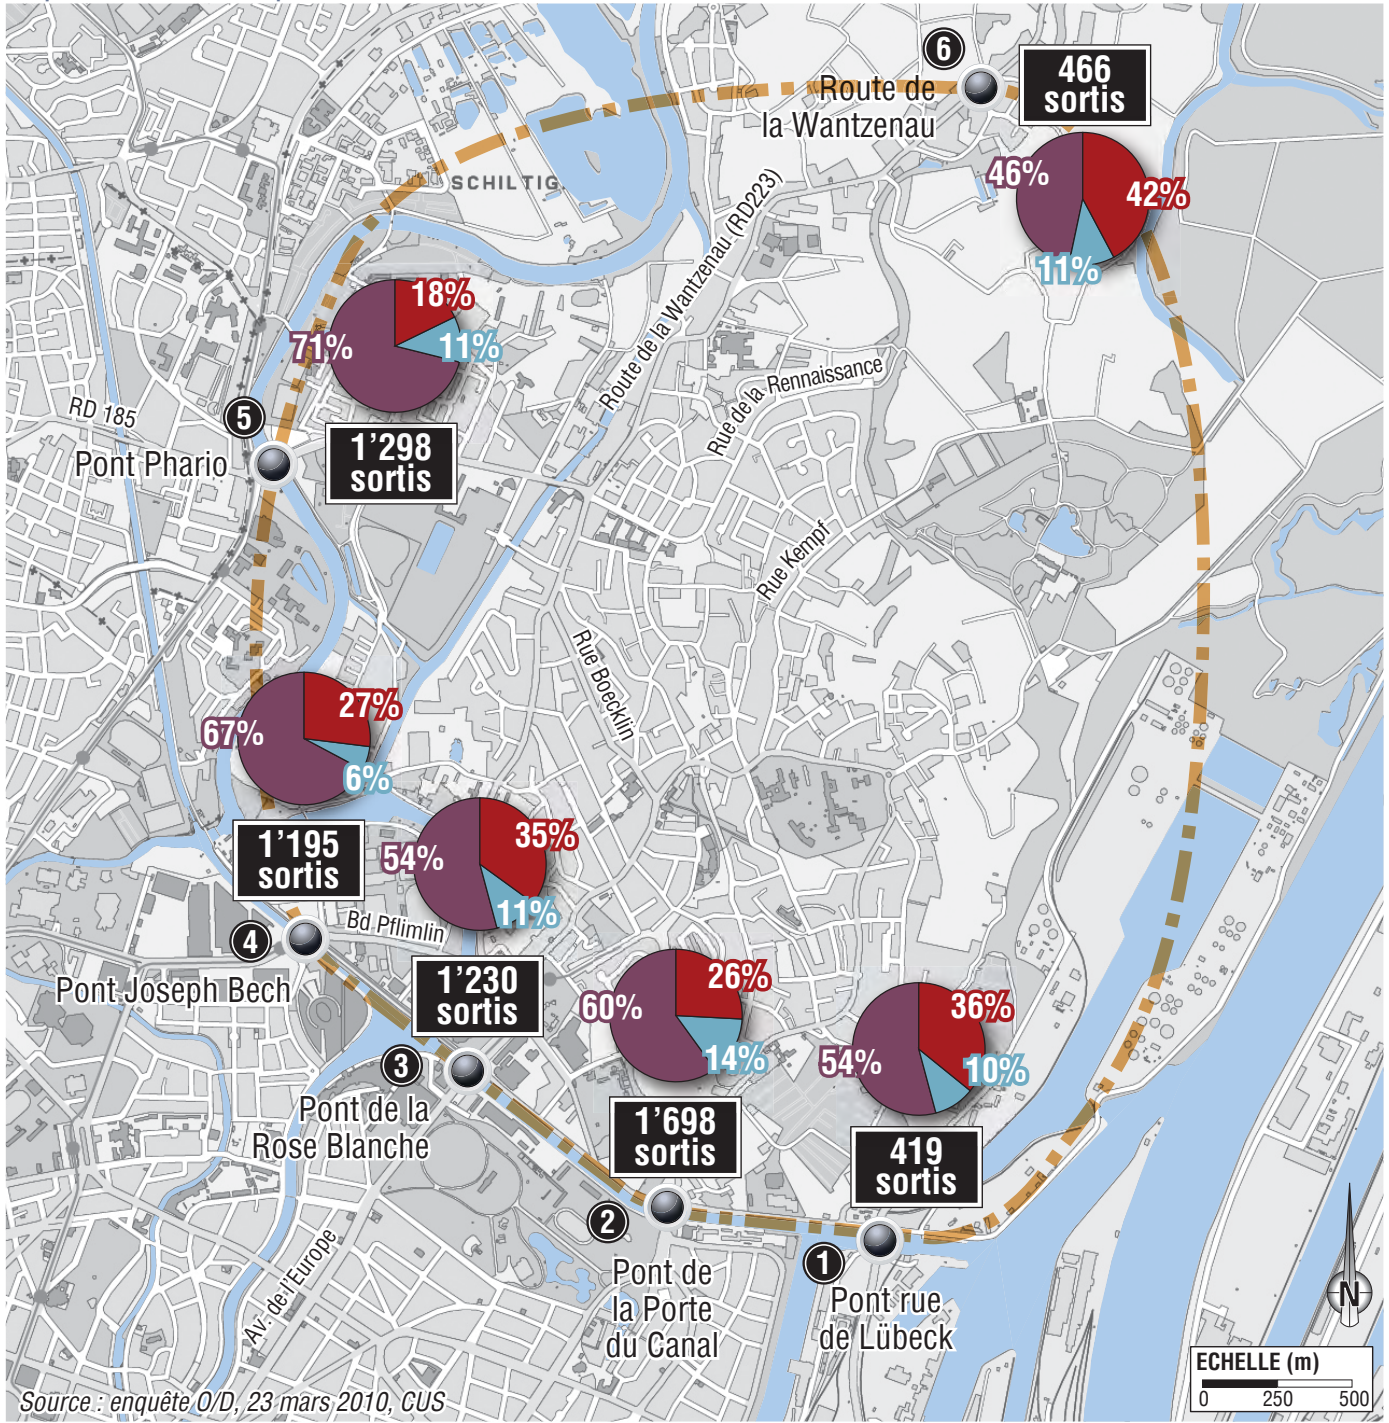 6
466
sortis
Route de
la Wantzenau
46%
42%
11%
SCHILTIG
Route de la Wantzenau (RD223)
18%
71%
11%
5
RD 185
Pont Phario
1'298
sortis
Rue de la Rennaissance
Rue Kempf
Rue Boecklin
27%
67%
6%
1'195
sortis
35%
54%
11%
4
Bd Pflimlin
Pont Joseph Bech
1'230
sortis
3
Pont de la
Rose Blanche
26%
60%
14%
1'698
sortis
36%
54%
10%
419
sortis
2
Pont de
la Porte
du Canal
1
Pont rue
de Lübeck
Av. de l'Europe
N
ECHELLE (m)
0 250 500
Source : enquête O/D, 23 mars 2010, CUS